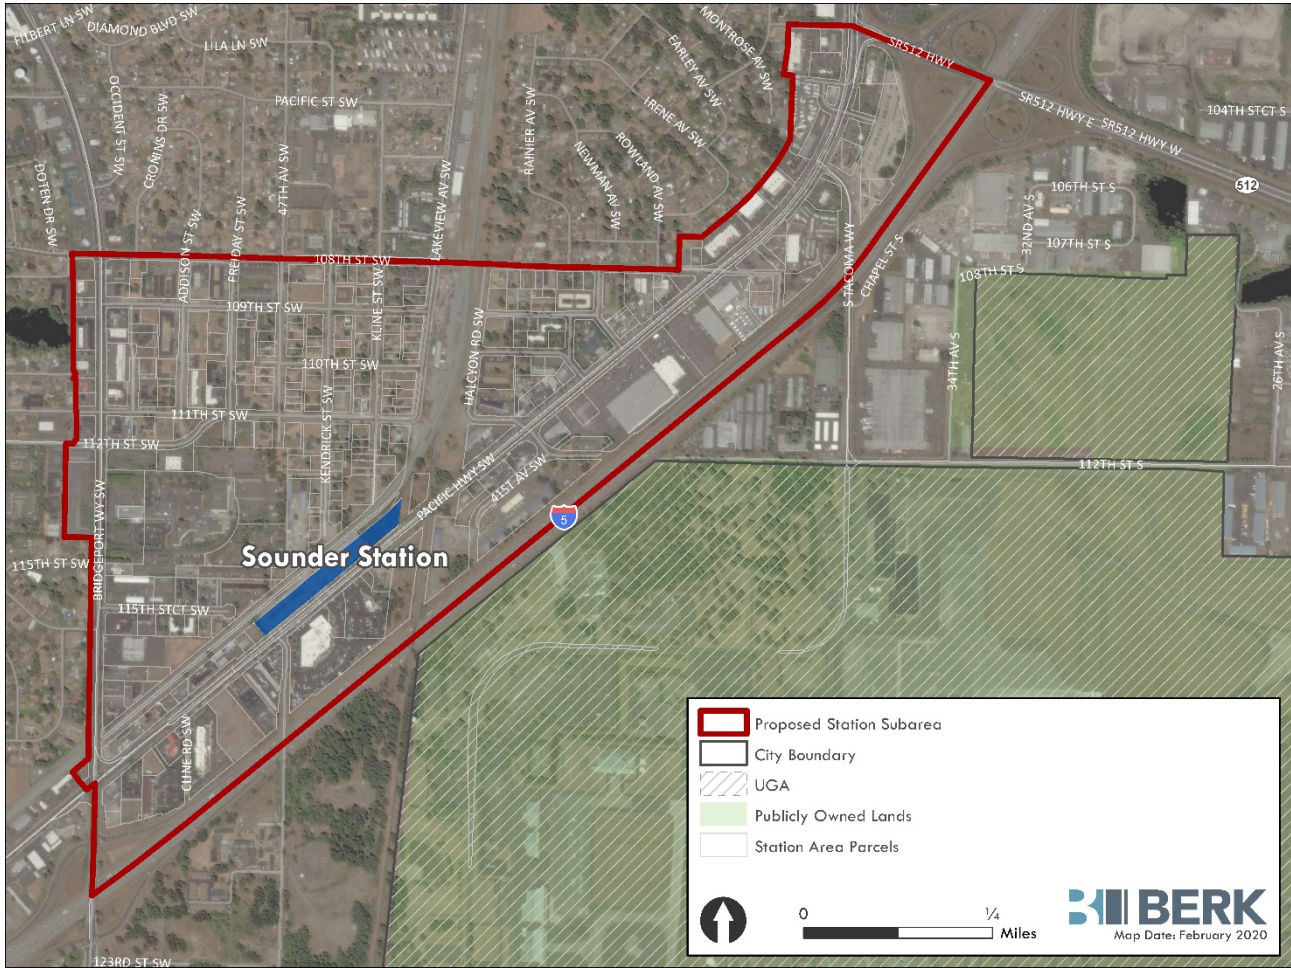 FILBERT LN SW
DIAMOND BLVD SW
LILA LN SW
MONTROSE AV SW
EARLEY AV SW
SR512 HWY
OCCIDENT ST SW
PACIFIC ST SW
CRONINS DR SW
RAINIER AV SW
IRENE AV SW
SR512 HWY E
SR512 HWY W
104TH STCT S
NEWMAN AV SW
ROWLAND AV SW
DOTEN DR SW
47TH AV SW
LAKEVIEW AV SW
106TH ST S
512
ADDISON ST SW
FREIDAY ST SW
32ND AV S
107TH ST S
108TH ST SW
S TACOMA WY
CHAPEL ST S
108TH ST S
109TH ST SW
KLINE ST SW
HALCYON RD SW
110TH ST SW
34TH AV S
26TH AV S
111TH ST SW
112TH ST SW
KENDRICK ST SW
PACIFIC HWY SW
41ST AV SW
112TH ST S
5
BRIDGEPORT WY SW
Sounder Station
115TH ST SW
115TH STCT SW
CLINE RD SW
123RD ST SW
Proposed Station Subarea
City Boundary
UGA
Publicly Owned Lands
Station Area Parcels
0 ¼
Miles
BERK
Map Date: February 2020